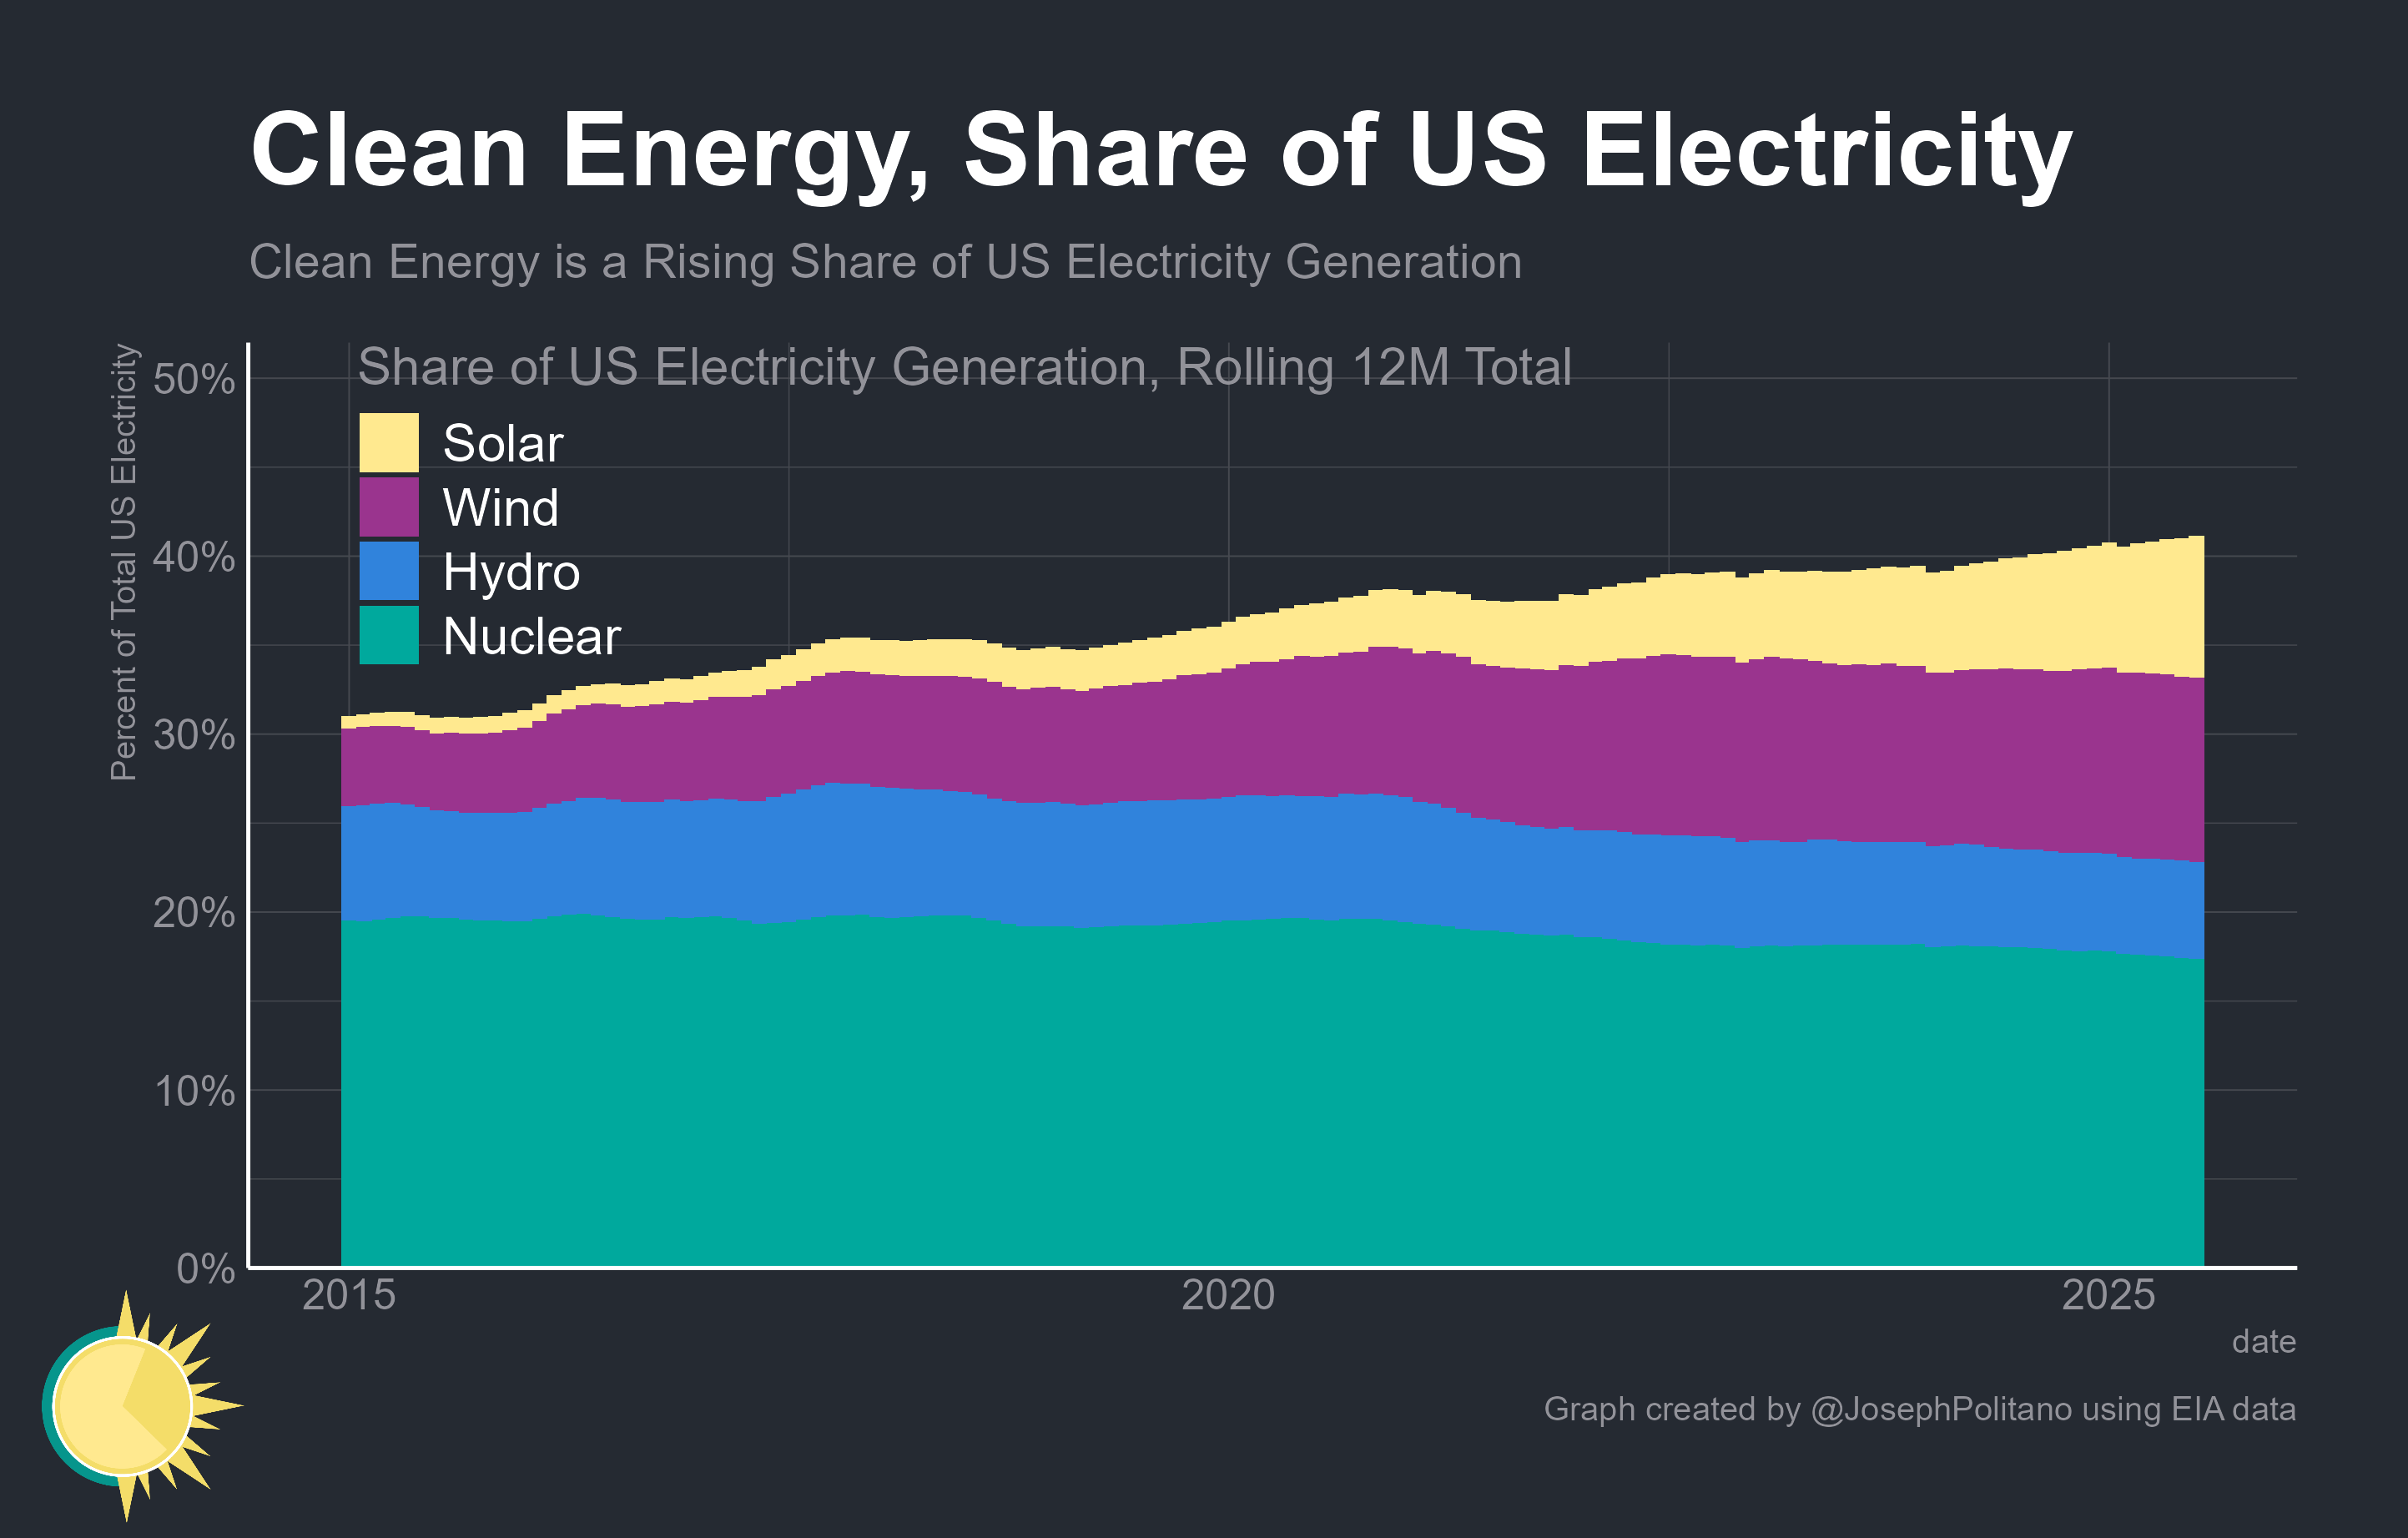 Clean Energy, Share of US Electricity
Clean Energy is a Rising Share of US Electricity Generation
Percent of Total US Electricity
Share of US Electricity Generation, Rolling 12M Total
Solar
Wind
Hydro
Nuclear
50%
40%
30%
20%
10%
0%
2015 2020 2025
date
Graph created by @JosephPolitano using EIA data